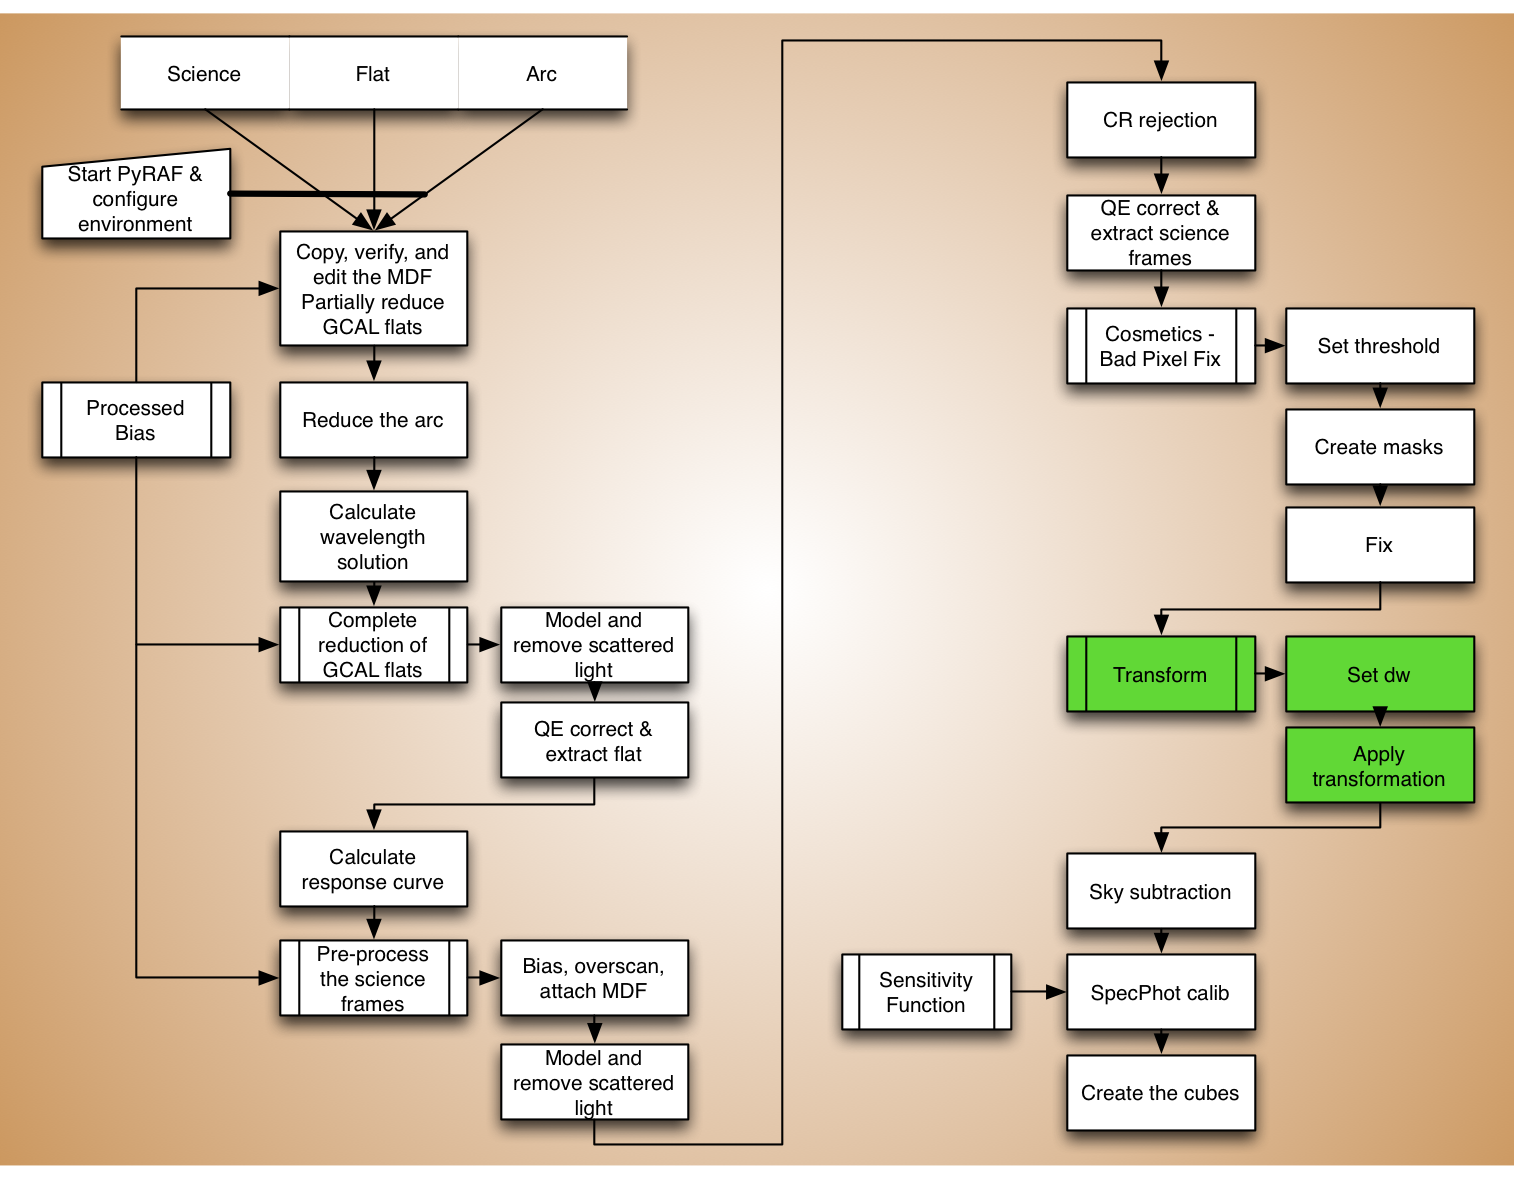 Science
Flat
Arc
Start PyRAF &
configure
environment
Copy, verify, and
edit the MDF
Partially reduce
GCAL flats
Processed
Bias
Reduce the arc
Calculate
wavelength
solution
Complete
reduction of
GCAL flats
Model and
remove scattered
light
QE correct &
extract flat
Calculate
response curve
Pre-process
the science
frames
Bias, overscan,
attach MDF
Model and
remove scattered
light
CR rejection
QE correct &
extract science
frames
Cosmetics -
Bad Pixel Fix
Set threshold
Create masks
Fix
Transform
Set dw
Apply
transformation
Sky subtraction
Sensitivity
Function
SpecPhot calib
Create the cubes